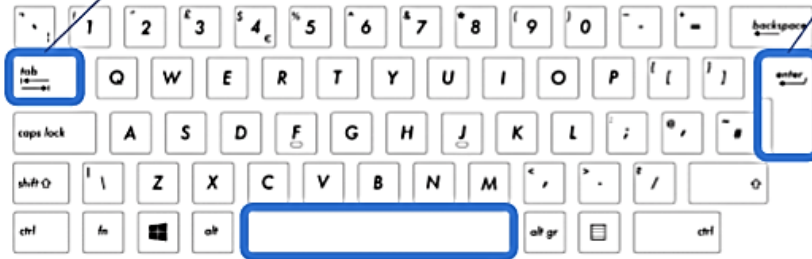 ` ¦ ! 1 " 2 £ 3 $ 4 € % 5 ^ 6 & 7 * 8 ( 9 ) 0 - + = backspace
tab Q W E R T Y U I O P { [ } ] enter
caps lock A S D F G H J K L : ; @ ' ~ #
shift | \ Z X C V B N M < , > . ? /
ctrl fn alt alt gr ctrl